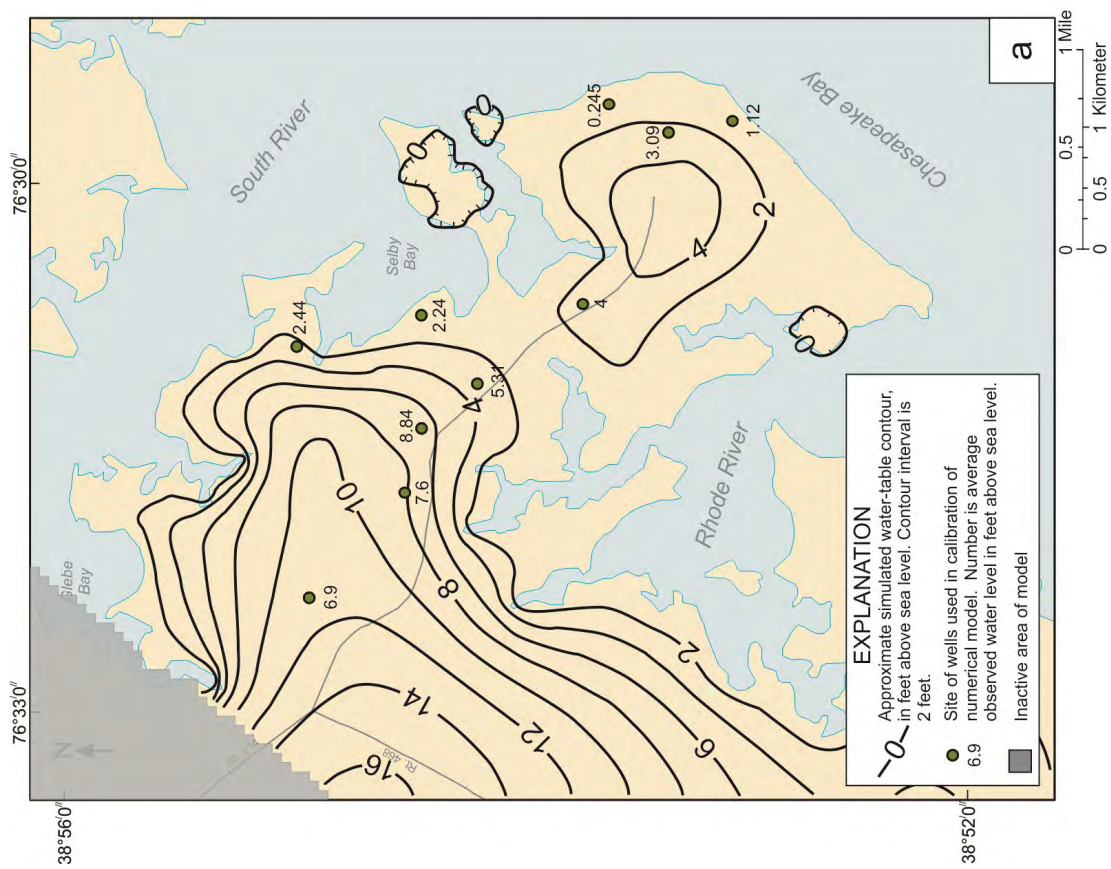 76°33'0"
76°30'0"
38°56'0"
38°52'0"
N
Glebe
Bay
South River
Selby
Bay
Rhode River
Chesapeake Bay
Rt. 468
16
14
12
10
8
6
4
2
4
2
0
0
0
6.9
7.6
8.84
5.31
2.44
2.24
4
0.245
3.09
1.12
EXPLANATION
0
Approximate simulated water-table contour,
in feet above sea level. Contour interval is
2 feet.
6.9
Site of wells used in calibration of
numerical model. Number is average
observed water level in feet above sea level.
Inactive area of model
a
0 0.5 1 Mile
0 0.5 1 Kilometer